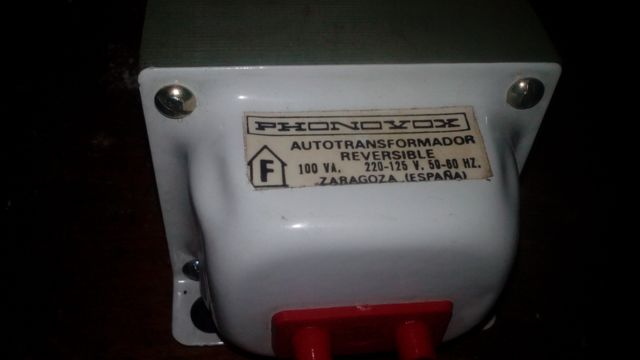 PHONOVOX
AUTOTRANSFORMADOR
REVERSIBLE
F 100 VA. 220-125 V. 50-60 HZ.
ZARAGOZA (ESPAÑA)